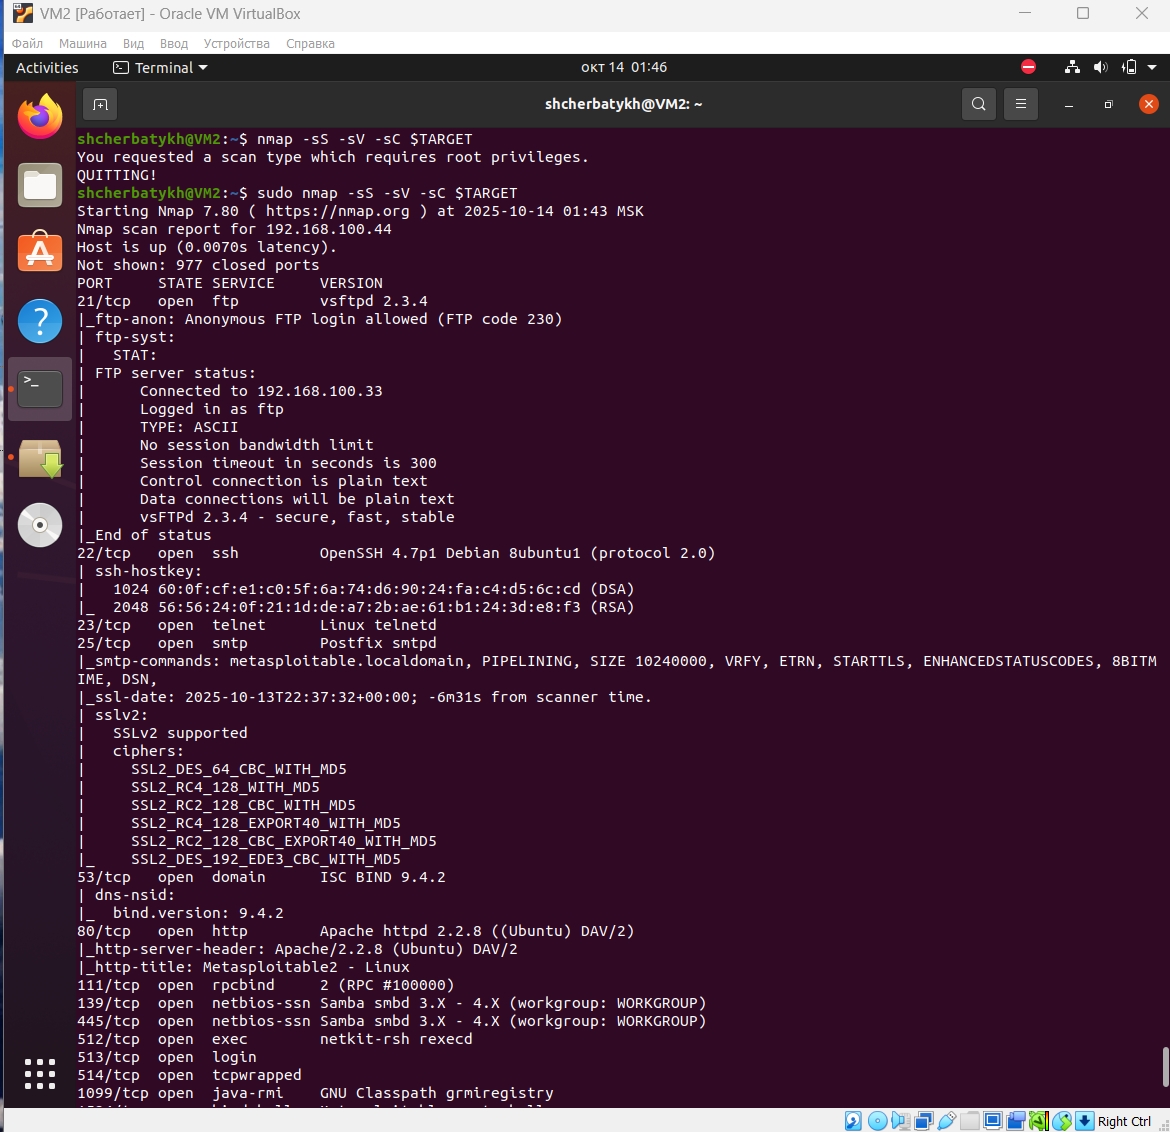 VM2 [Работает] - Oracle VM VirtualBox
Файл Машина Вид Ввод Устройства Справка
Activities Terminal окт 14 01:46
shcherbatykh@VM2: ~
shcherbatykh@VM2:~$ nmap -sS -sV -sC $TARGET
You requested a scan type which requires root privileges.
QUITTING!
shcherbatykh@VM2:~$ sudo nmap -sS -sV -sC $TARGET
Starting Nmap 7.80 ( https://nmap.org ) at 2025-10-14 01:43 MSK
Nmap scan report for 192.168.100.44
Host is up (0.0070s latency).
Not shown: 977 closed ports
PORT     STATE SERVICE     VERSION
21/tcp   open  ftp         vsftpd 2.3.4
|_ftp-anon: Anonymous FTP login allowed (FTP code 230)
| ftp-syst:
|   STAT:
| FTP server status:
|      Connected to 192.168.100.33
|      Logged in as ftp
|      TYPE: ASCII
|      No session bandwidth limit
|      Session timeout in seconds is 300
|      Control connection is plain text
|      Data connections will be plain text
|      vsFTPd 2.3.4 - secure, fast, stable
|_End of status
22/tcp   open  ssh         OpenSSH 4.7p1 Debian 8ubuntu1 (protocol 2.0)
| ssh-hostkey:
|   1024 60:0f:cf:e1:c0:5f:6a:74:d6:90:24:fa:c4:d5:6c:cd (DSA)
|_  2048 56:56:24:0f:21:1d:de:a7:2b:ae:61:b1:24:3d:e8:f3 (RSA)
23/tcp   open  telnet      Linux telnetd
25/tcp   open  smtp        Postfix smtpd
|_smtp-commands: metasploitable.localdomain, PIPELINING, SIZE 10240000, VRFY, ETRN, STARTTLS, ENHANCEDSTATUSCODES, 8BITM
IME, DSN,
|_ssl-date: 2025-10-13T22:37:32+00:00; -6m31s from scanner time.
| sslv2:
|   SSLv2 supported
|   ciphers:
|     SSL2_DES_64_CBC_WITH_MD5
|     SSL2_RC4_128_WITH_MD5
|     SSL2_RC2_128_CBC_WITH_MD5
|     SSL2_RC4_128_EXPORT40_WITH_MD5
|     SSL2_RC2_128_CBC_EXPORT40_WITH_MD5
|_    SSL2_DES_192_EDE3_CBC_WITH_MD5
53/tcp   open  domain      ISC BIND 9.4.2
| dns-nsid:
|_  bind.version: 9.4.2
80/tcp   open  http        Apache httpd 2.2.8 ((Ubuntu) DAV/2)
|_http-server-header: Apache/2.2.8 (Ubuntu) DAV/2
|_http-title: Metasploitable2 - Linux
111/tcp  open  rpcbind     2 (RPC #100000)
139/tcp  open  netbios-ssn Samba smbd 3.X - 4.X (workgroup: WORKGROUP)
445/tcp  open  netbios-ssn Samba smbd 3.X - 4.X (workgroup: WORKGROUP)
512/tcp  open  exec        netkit-rsh rexecd
513/tcp  open  login
514/tcp  open  tcpwrapped
1099/tcp open  java-rmi    GNU Classpath grmiregistry
Right Ctrl